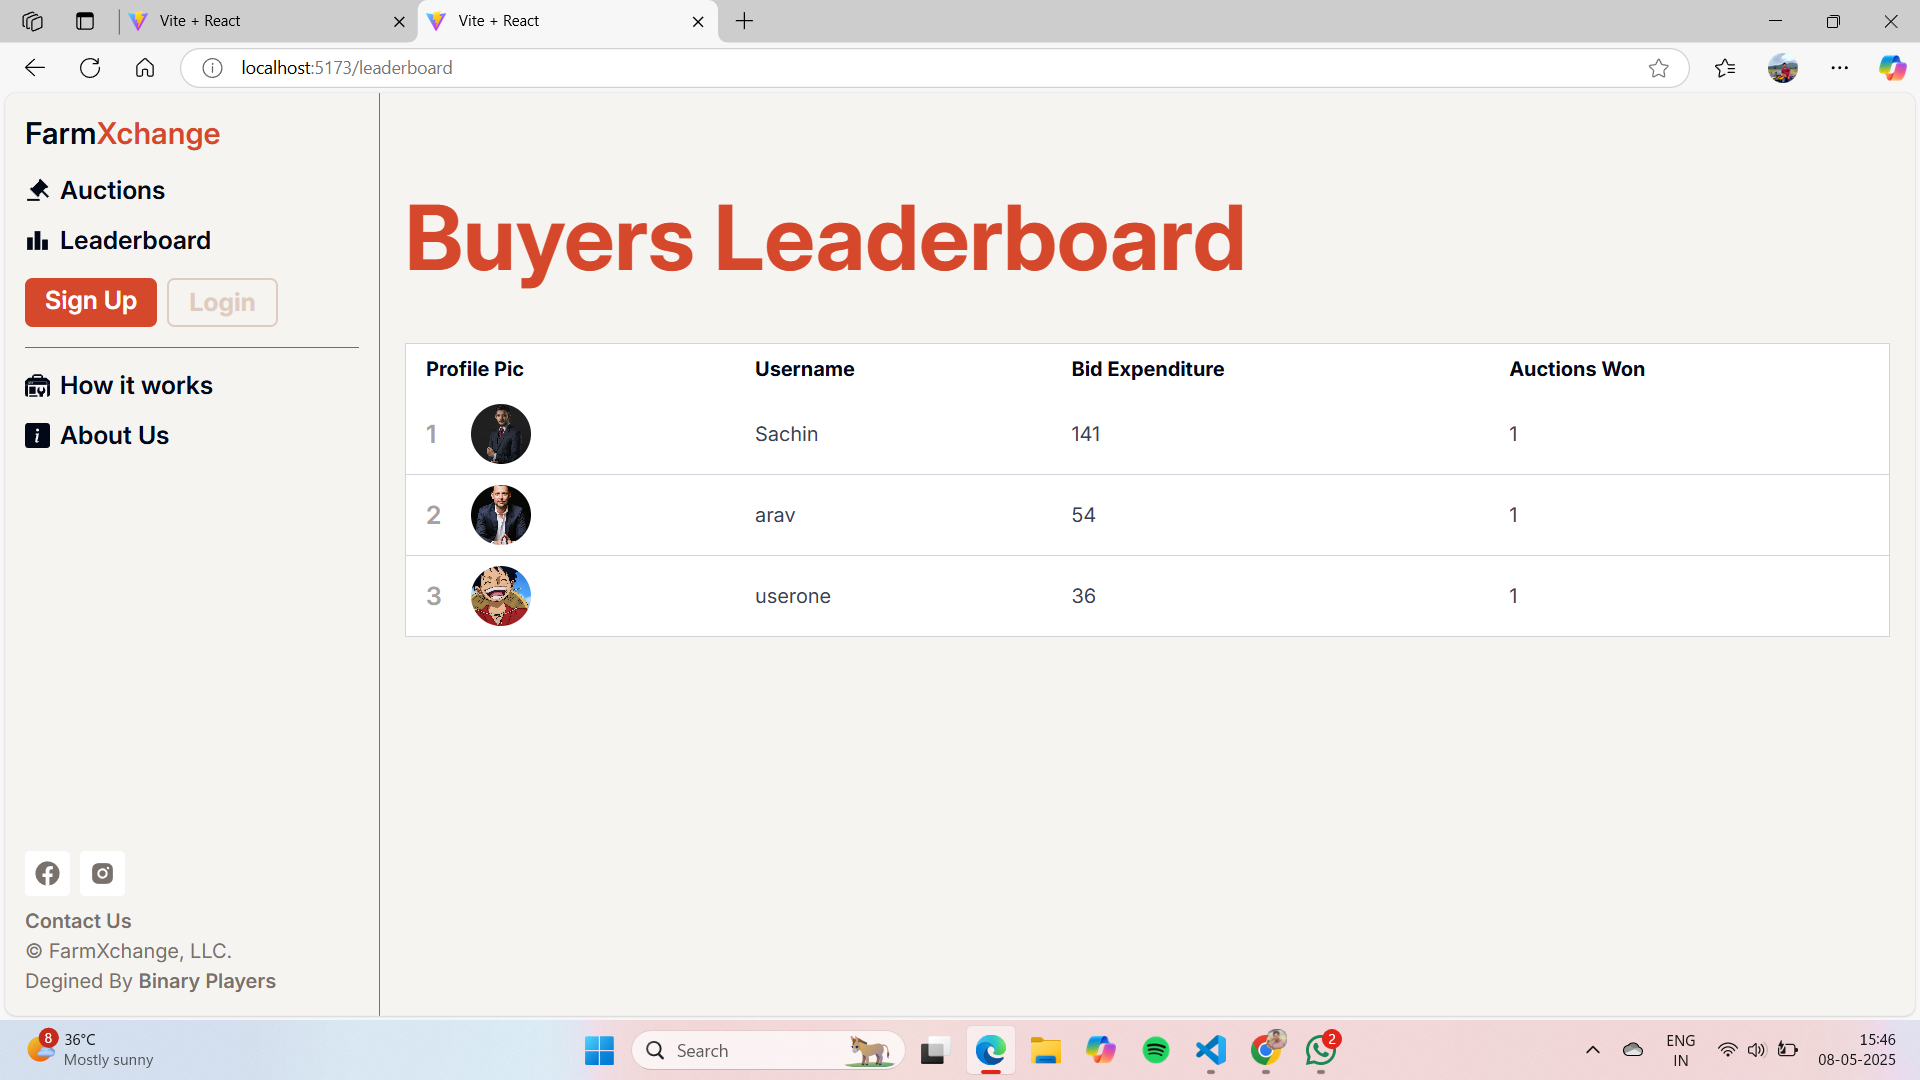 Vite + React
Vite + React
localhost:5173/leaderboard
FarmXchange
Auctions
Leaderboard
Sign Up Login
How it works
About Us
Buyers Leaderboard
Profile Pic Username Bid Expenditure Auctions Won
1 Sachin 141 1
2 arav 54 1
3 userone 36 1
Contact Us
© FarmXchange, LLC.
Degined By Binary Players
8
36°C
Mostly sunny
Search
2
ENG
IN
15:46
08-05-2025